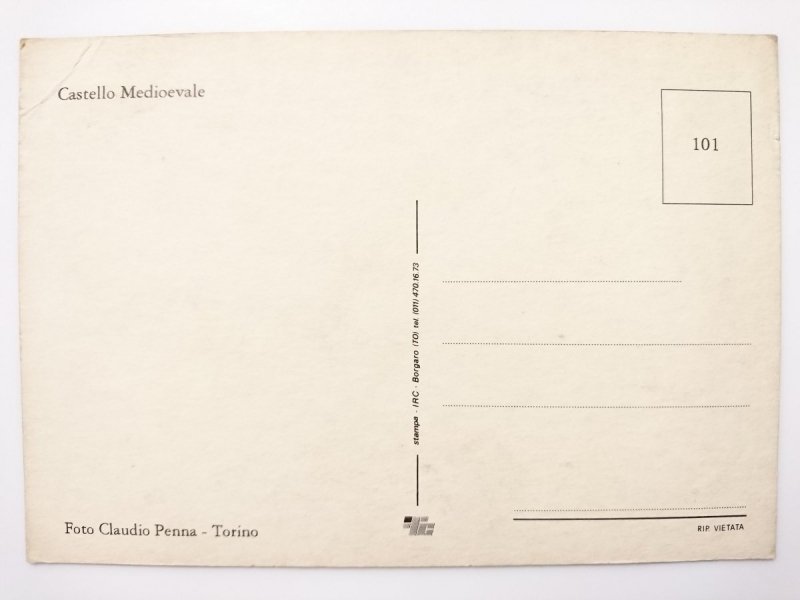 Castello Medioevale
101
stampa - IRC - Borgaro (TO) tel. (011) 470.16.73
Foto Claudio Penna - Torino
RIP. VIETATA